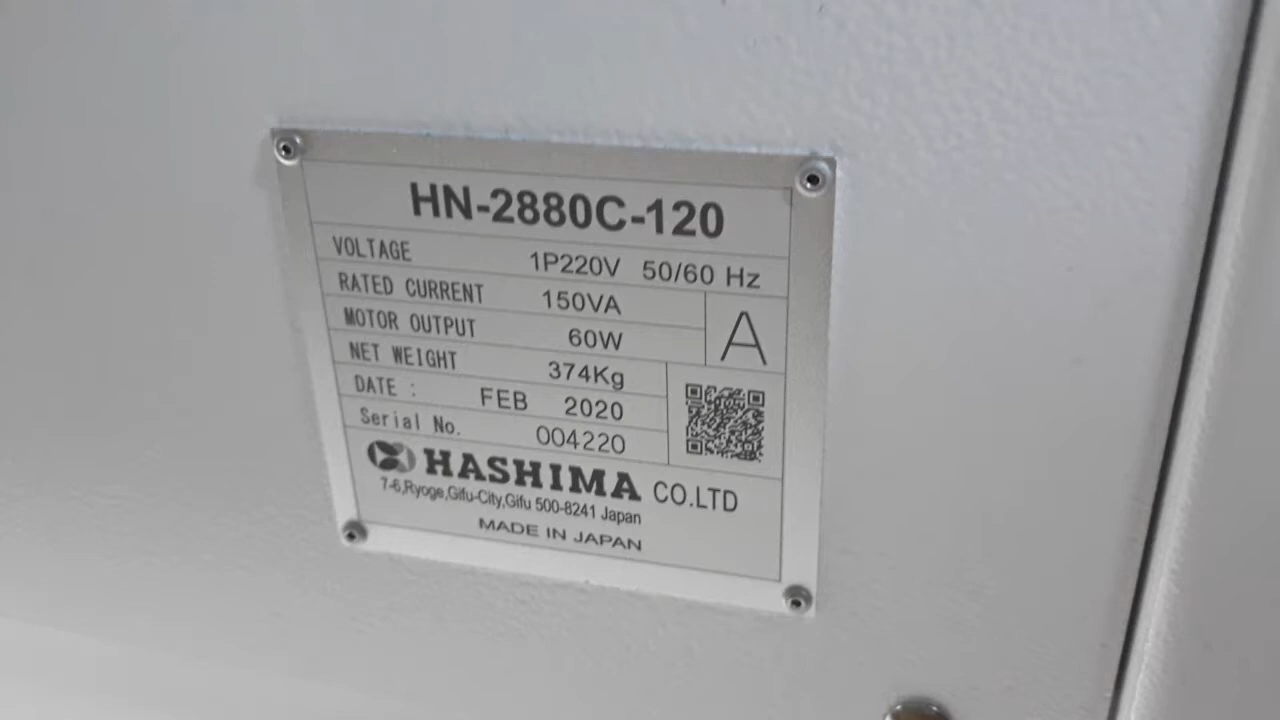 HN-2880C-120
VOLTAGE 1P220V 50/60 Hz
RATED CURRENT 150VA
MOTOR OUTPUT 60W
A
NET WEIGHT 374Kg
DATE : FEB 2020
Serial No. 004220
HASHIMA CO.LTD
7-6,Ryoge,Gifu-City,Gifu 500-8241 Japan
MADE IN JAPAN